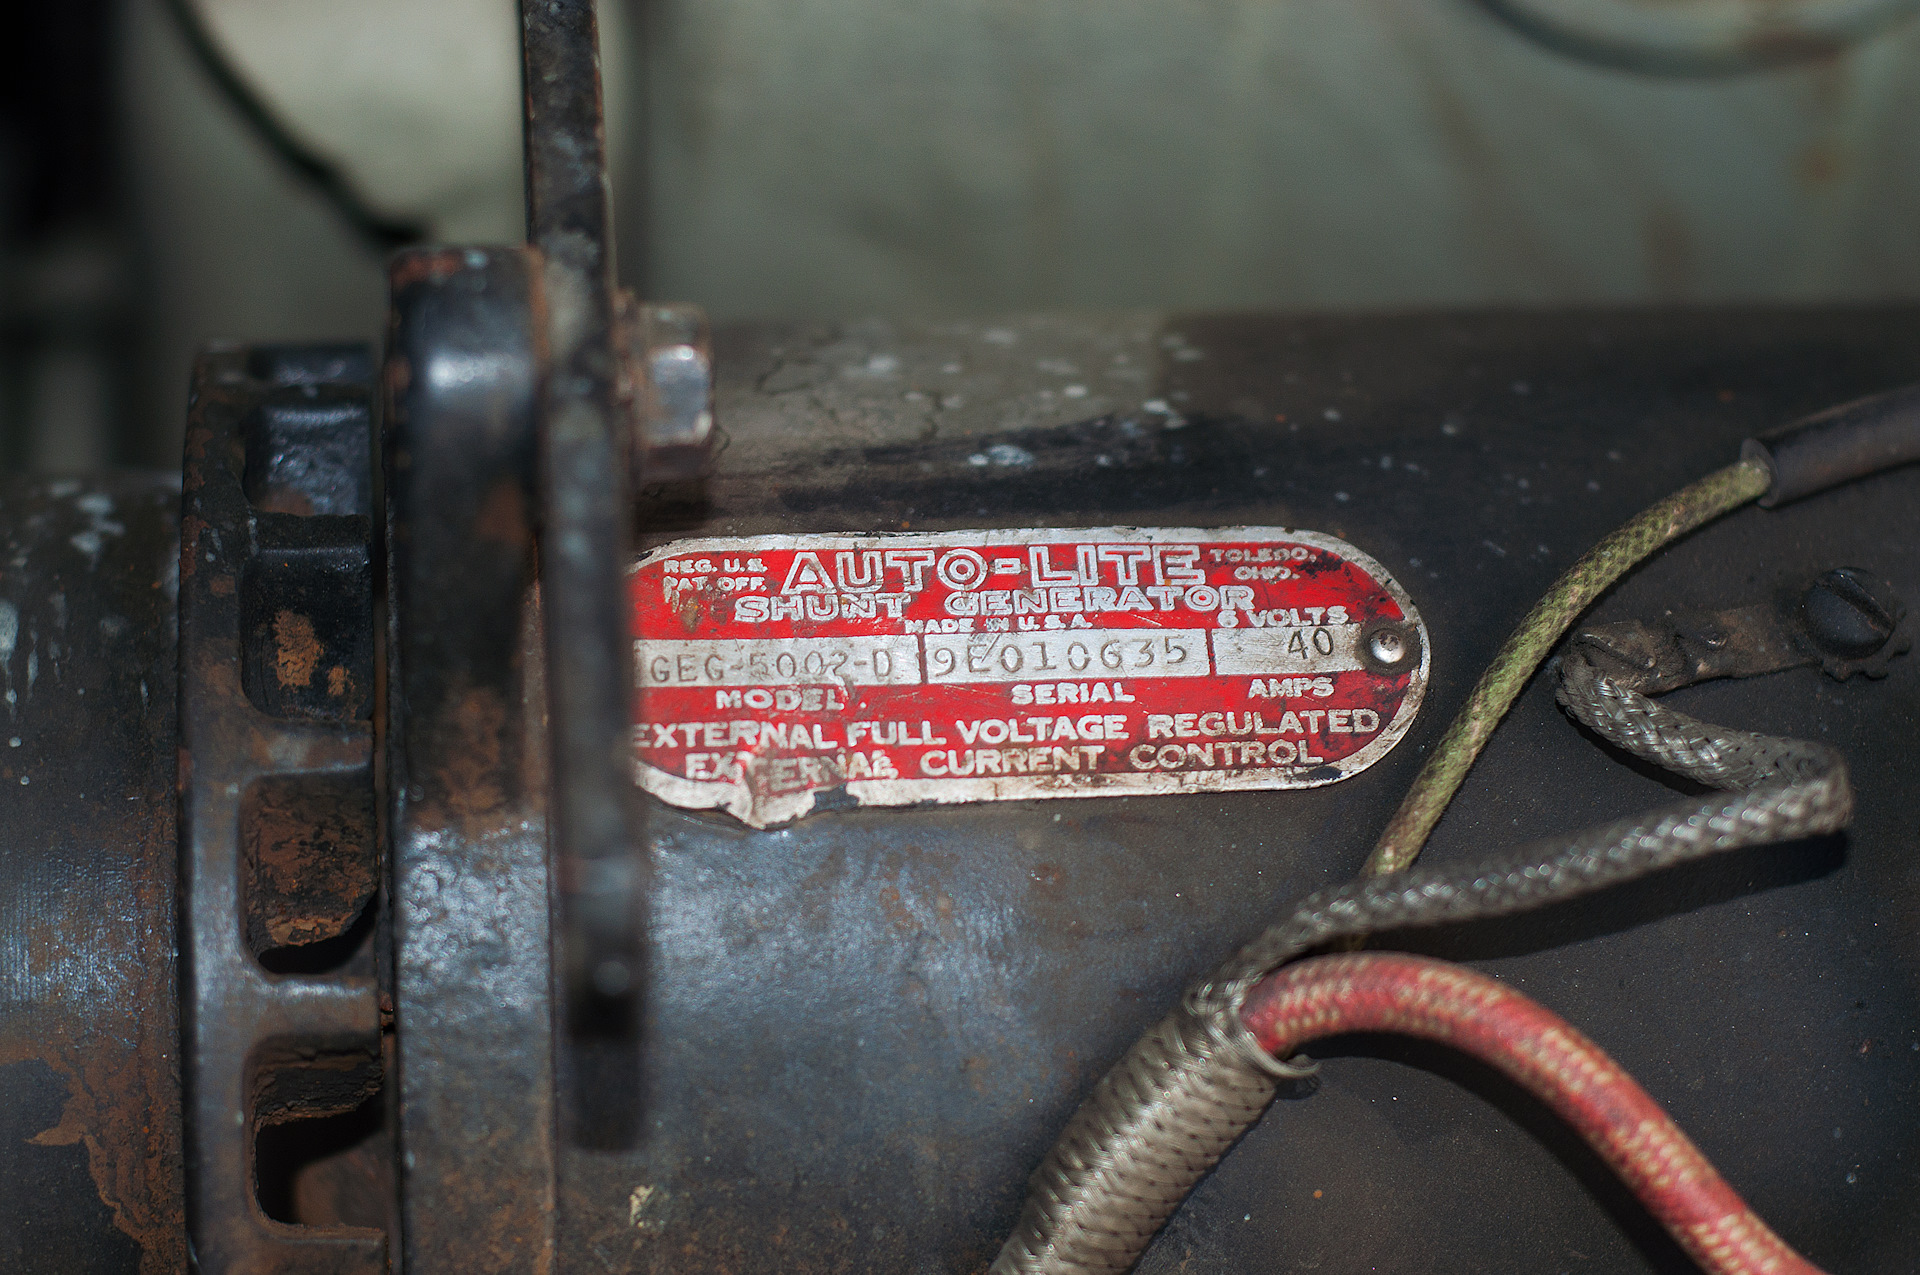 REG. U.S. PAT. OFF. AUTO-LITE TOLEDO, OHIO.
SHUNT GENERATOR
MADE IN U.S.A. 6 VOLTS.
GEG-5002-D 9E010635 40
MODEL SERIAL AMPS
EXTERNAL FULL VOLTAGE REGULATED
EXTERNAL CURRENT CONTROL